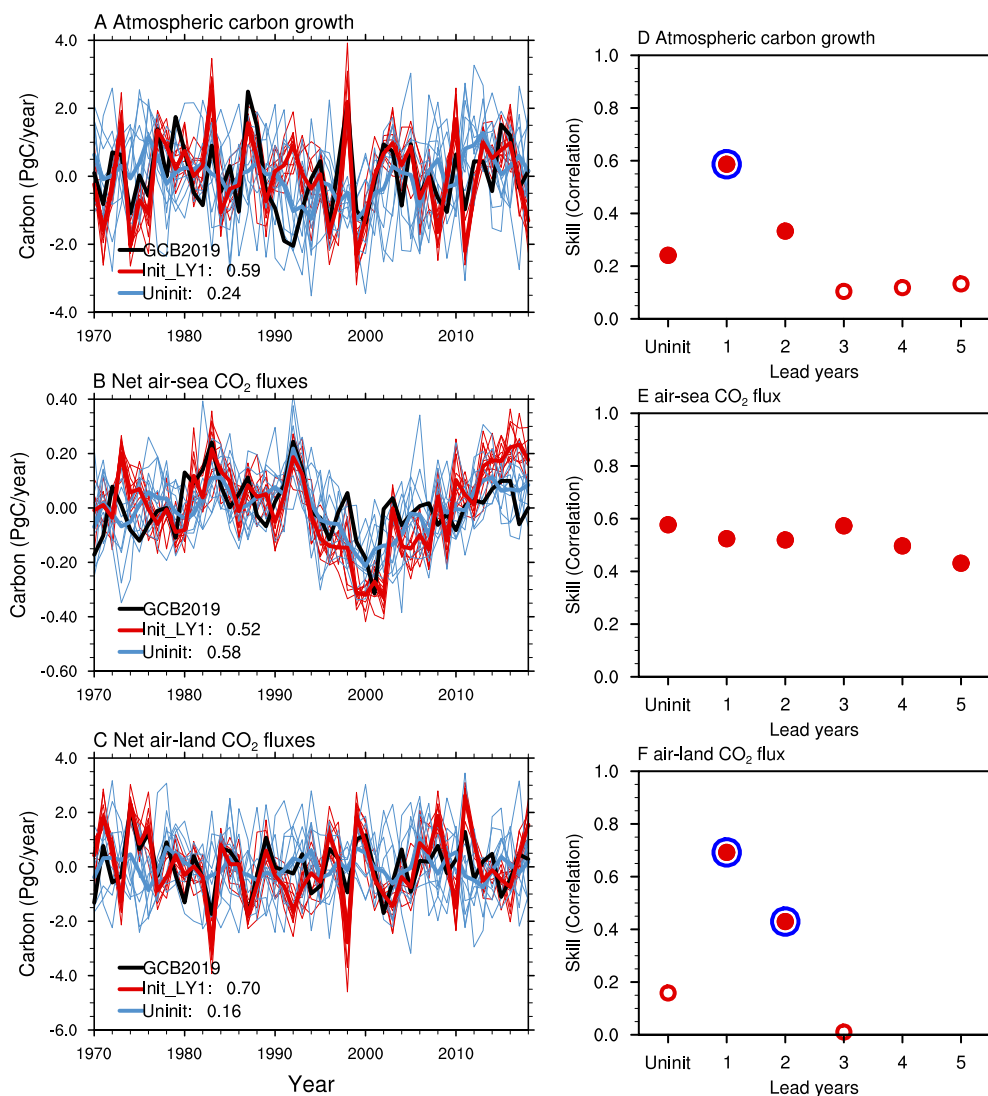 A Atmospheric carbon growth
4.0
2.0
0.0
-2.0
-4.0
Carbon (PgC/year)
GCB2019
Init_LY1: 0.59
Uninit: 0.24
1970 1980 1990 2000 2010
B Net air-sea CO₂ fluxes
0.40
0.20
0.00
-0.20
-0.40
-0.60
Carbon (PgC/year)
GCB2019
Init_LY1: 0.52
Uninit: 0.58
1970 1980 1990 2000 2010
C Net air-land CO₂ fluxes
4.0
2.0
0.0
-2.0
-4.0
-6.0
Carbon (PgC/year)
GCB2019
Init_LY1: 0.70
Uninit: 0.16
1970 1980 1990 2000 2010
Year
D Atmospheric carbon growth
1.0
0.8
0.6
0.4
0.2
0.0
Skill (Correlation)
Uninit 1 2 3 4 5
Lead years
E air-sea CO₂ flux
1.0
0.8
0.6
0.4
0.2
0.0
Skill (Correlation)
Uninit 1 2 3 4 5
Lead years
F air-land CO₂ flux
1.0
0.8
0.6
0.4
0.2
0.0
Skill (Correlation)
Uninit 1 2 3 4 5
Lead years